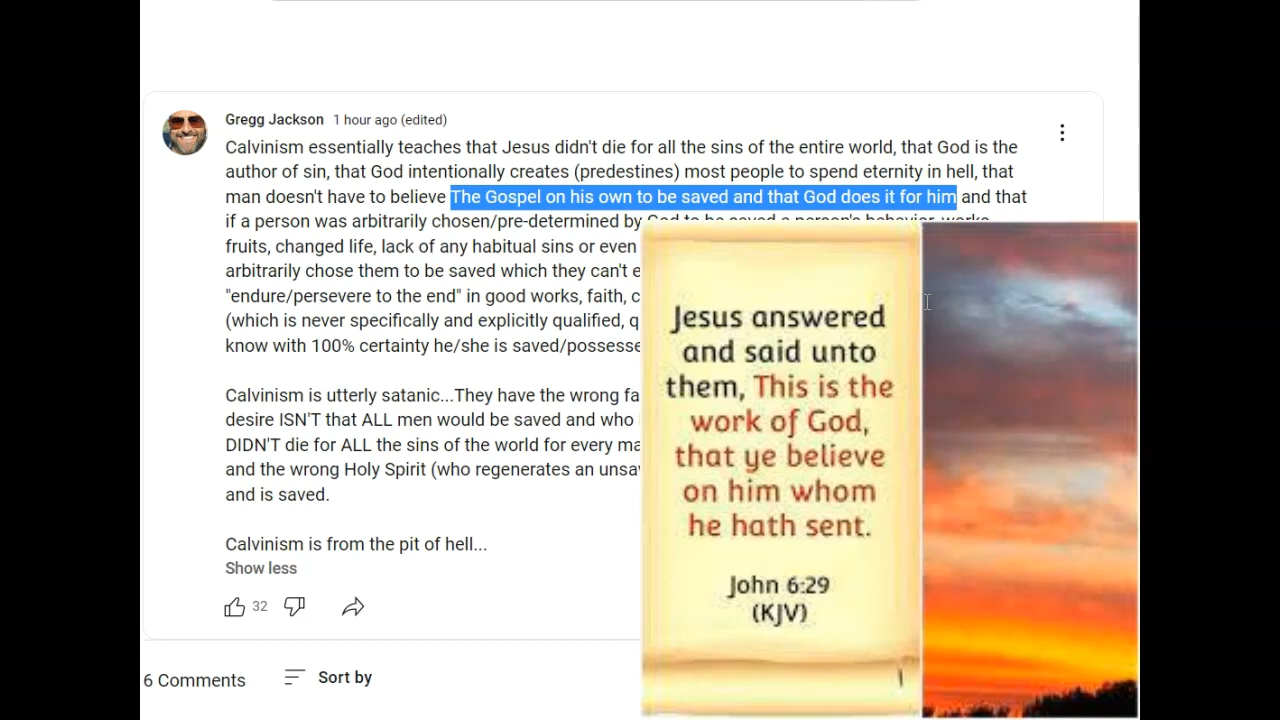 Gregg Jackson 1 hour ago (edited)
Calvinism essentially teaches that Jesus didn't die for all the sins of the entire world, that God is the
author of sin, that God intentionally creates (predestines) most people to spend eternity in hell, that
man doesn't have to believe The Gospel on his own to be saved and that God does it for him and that
if a person was arbitrarily chosen/pre-determined by God to be saved a person's behavior, works,
fruits, changed life, lack of any habitual sins or even
arbitrarily chose them to be saved which they can't
"endure/persevere to the end" in good works, faith,
(which is never specifically and explicitly qualified,
know with 100% certainty he/she is
Calvinism is utterly satanic...They have the wrong
desire ISN'T that ALL men would be saved and who
DIDN'T die for ALL the sins of the world for every
and the wrong Holy Spirit (who regenerates an
and is saved.
Calvinism is from the pit of hell...
Show less
32
6 Comments
Sort by
Jesus answered
and said unto
them, This is the
work of God,
that ye believe
on him whom
he hath sent.
John 6:29
(KJV)